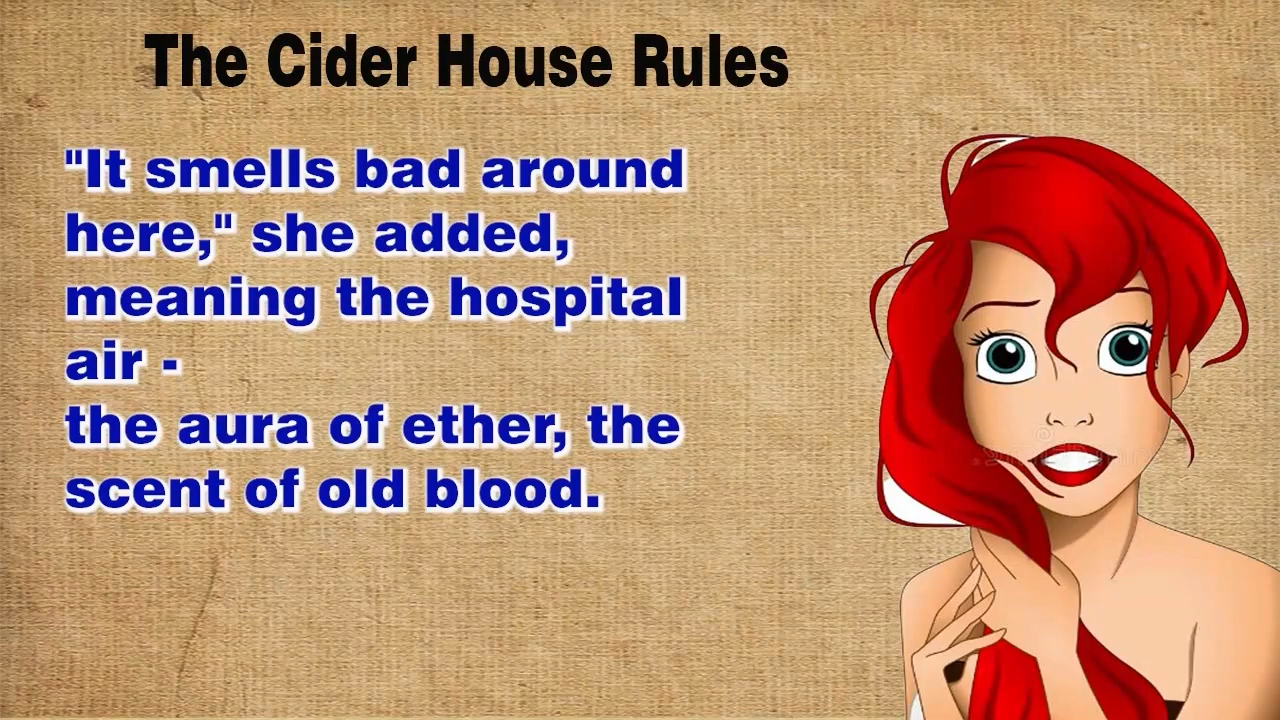 The Cider House Rules
"It smells bad around
here," she added,
meaning the hospital
air -
the aura of ether, the
scent of old blood.